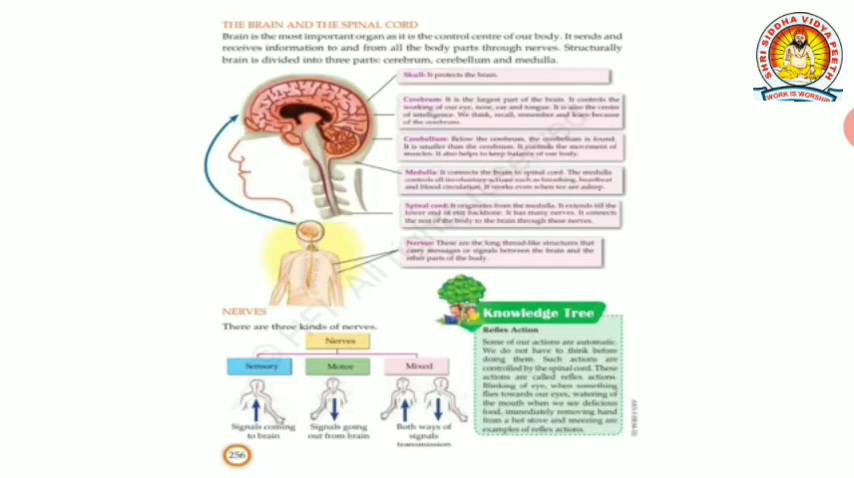 THE BRAIN AND THE SPINAL CORD
Brain is the most important organ as it is the control centre of our body. It sends and
receives information to and from all the body parts through nerves. Structurally
brain is divided into three parts: cerebrum, cerebellum and medulla.
Skull: It protects the brain.
Cerebrum: It is the largest part of the brain. It controls the
working of our eye, nose, ear and tongue. It is also the centre
of intelligence. We think, recall, remember and learn because
of the cerebrum.
Cerebellum: Below the cerebrum, the cerebellum is found.
It is smaller than the cerebrum. It controls the movement of
muscles. It also helps to keep balance of our body.
Medulla: It connects the brain to spinal cord. The medulla
controls all involuntary actions such as breathing, heartbeat
and blood circulation. It works even when we are asleep.
Spinal cord: It originates from the medulla. It extends till the
lower end of our backbone. It has many nerves. It connects
the rest of the body to the brain through these nerves.
Nerves: These are the long thread-like structures that
carry messages or signals between the brain and the
other parts of the body.
NERVES
There are three kinds of nerves.
Nerves
Sensory Motor Mixed
Signals coming
to brain
Signals going
out from brain
Both ways of
signals
transmission
Knowledge Tree
Reflex Action
Some of our actions are automatic.
We do not have to think before
doing them. Such actions are
controlled by the spinal cord. These
actions are called reflex actions.
Blinking of eye, when something
flies towards our eyes, watering of
the mouth when we see delicious
food, immediately removing hand
from a hot stove and sneezing are
examples of reflex actions.
256
SHRI SIDDHA VIDYA PEETH
WORK IS WORSHIP